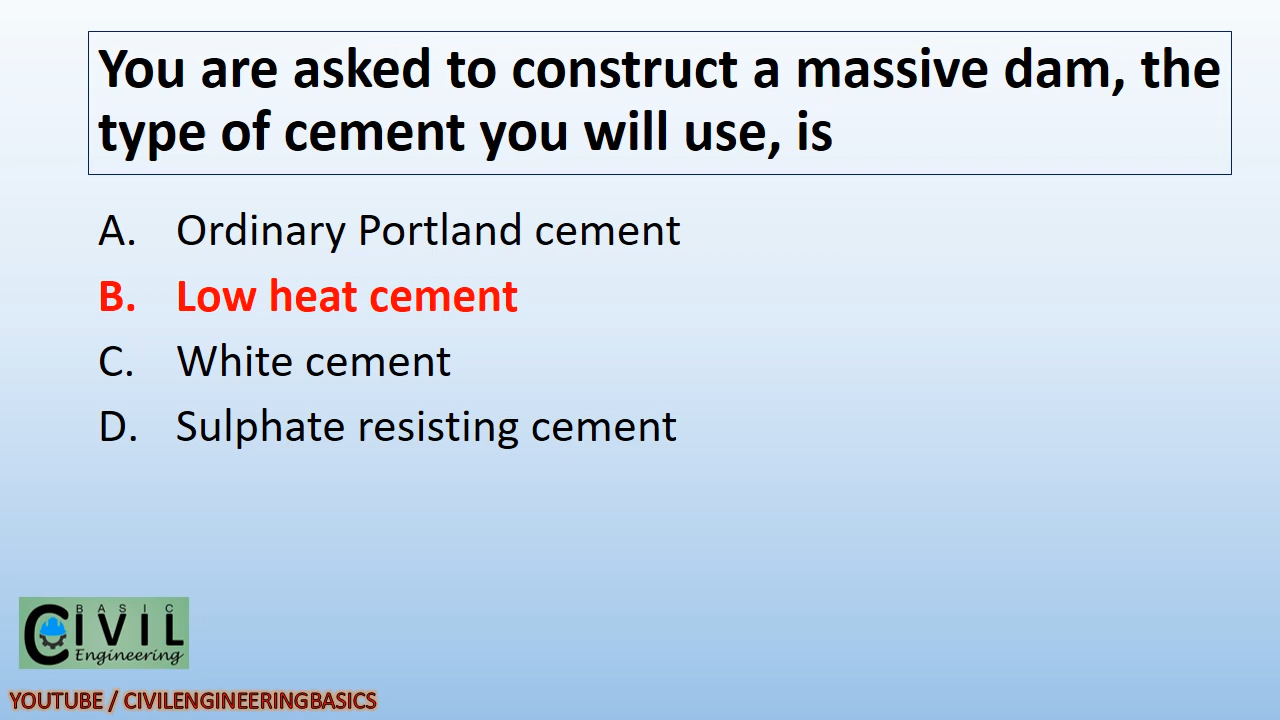 You are asked to construct a massive dam, the
type of cement you will use, is
A. Ordinary Portland cement
B. Low heat cement
C. White cement
D. Sulphate resisting cement
BASIC
CIVIL
Engineering
YOUTUBE / CIVILENGINEERINGBASICS